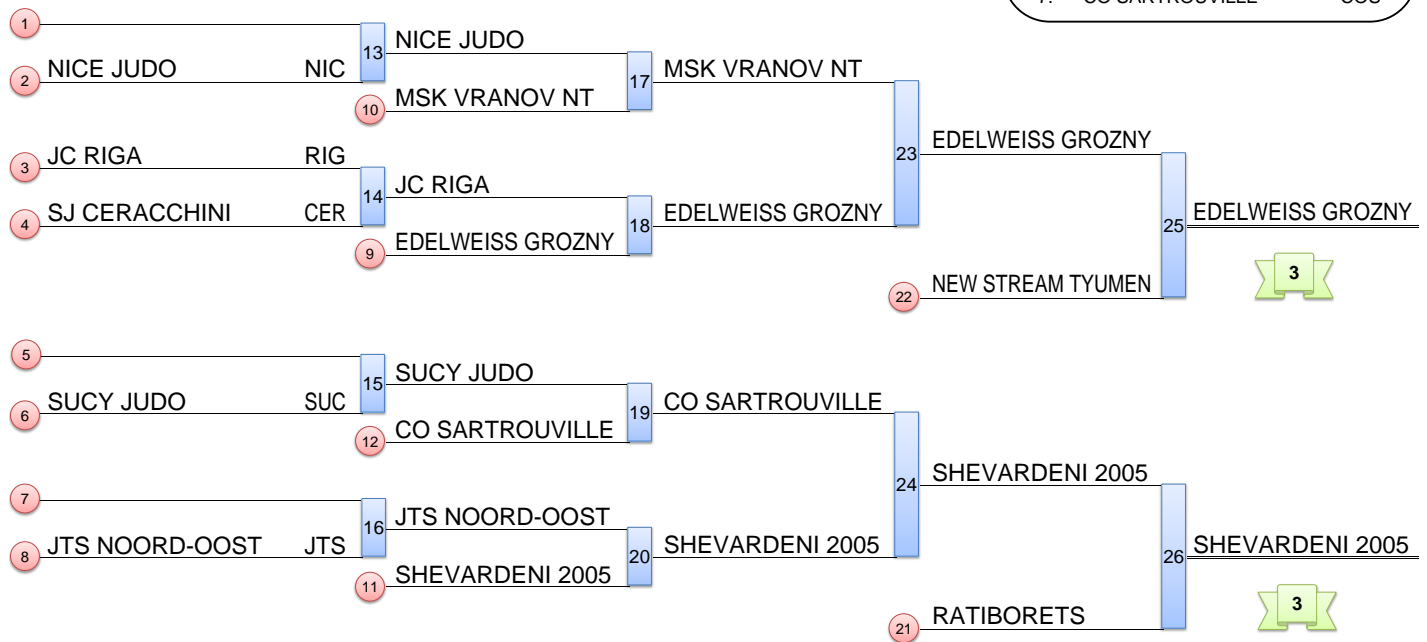 7. CO SARTROUVILLE COS
1
13 NICE JUDO
2 NICE JUDO NIC
17 MSK VRANOV NT
10 MSK VRANOV NT
23 EDELWEISS GROZNY
3 JC RIGA RIG
14 JC RIGA
4 SJ CERACCHINI CER
18 EDELWEISS GROZNY
9 EDELWEISS GROZNY
25 EDELWEISS GROZNY
22 NEW STREAM TYUMEN
3
5
15 SUCY JUDO
6 SUCY JUDO SUC
19 CO SARTROUVILLE
12 CO SARTROUVILLE
24 SHEVARDENI 2005
7
16 JTS NOORD-OOST
8 JTS NOORD-OOST JTS
20 SHEVARDENI 2005
11 SHEVARDENI 2005
26 SHEVARDENI 2005
21 RATIBORETS
3